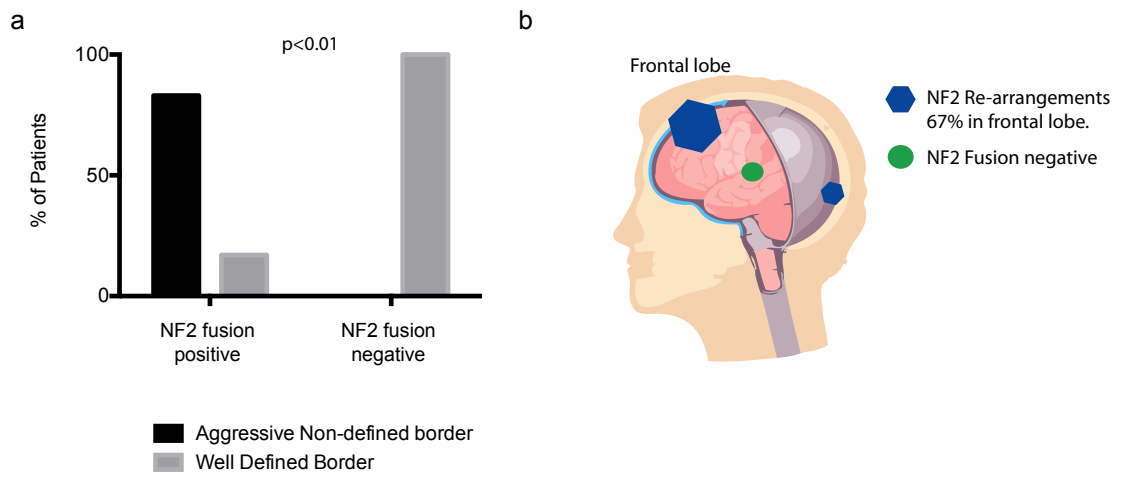 a
100
50
0
% of Patients
p<0.01
NF2 fusion
positive
NF2 fusion
negative
Aggressive Non-defined border
Well Defined Border
b
Frontal lobe
NF2 Re-arrangements
67% in frontal lobe.
NF2 Fusion negative